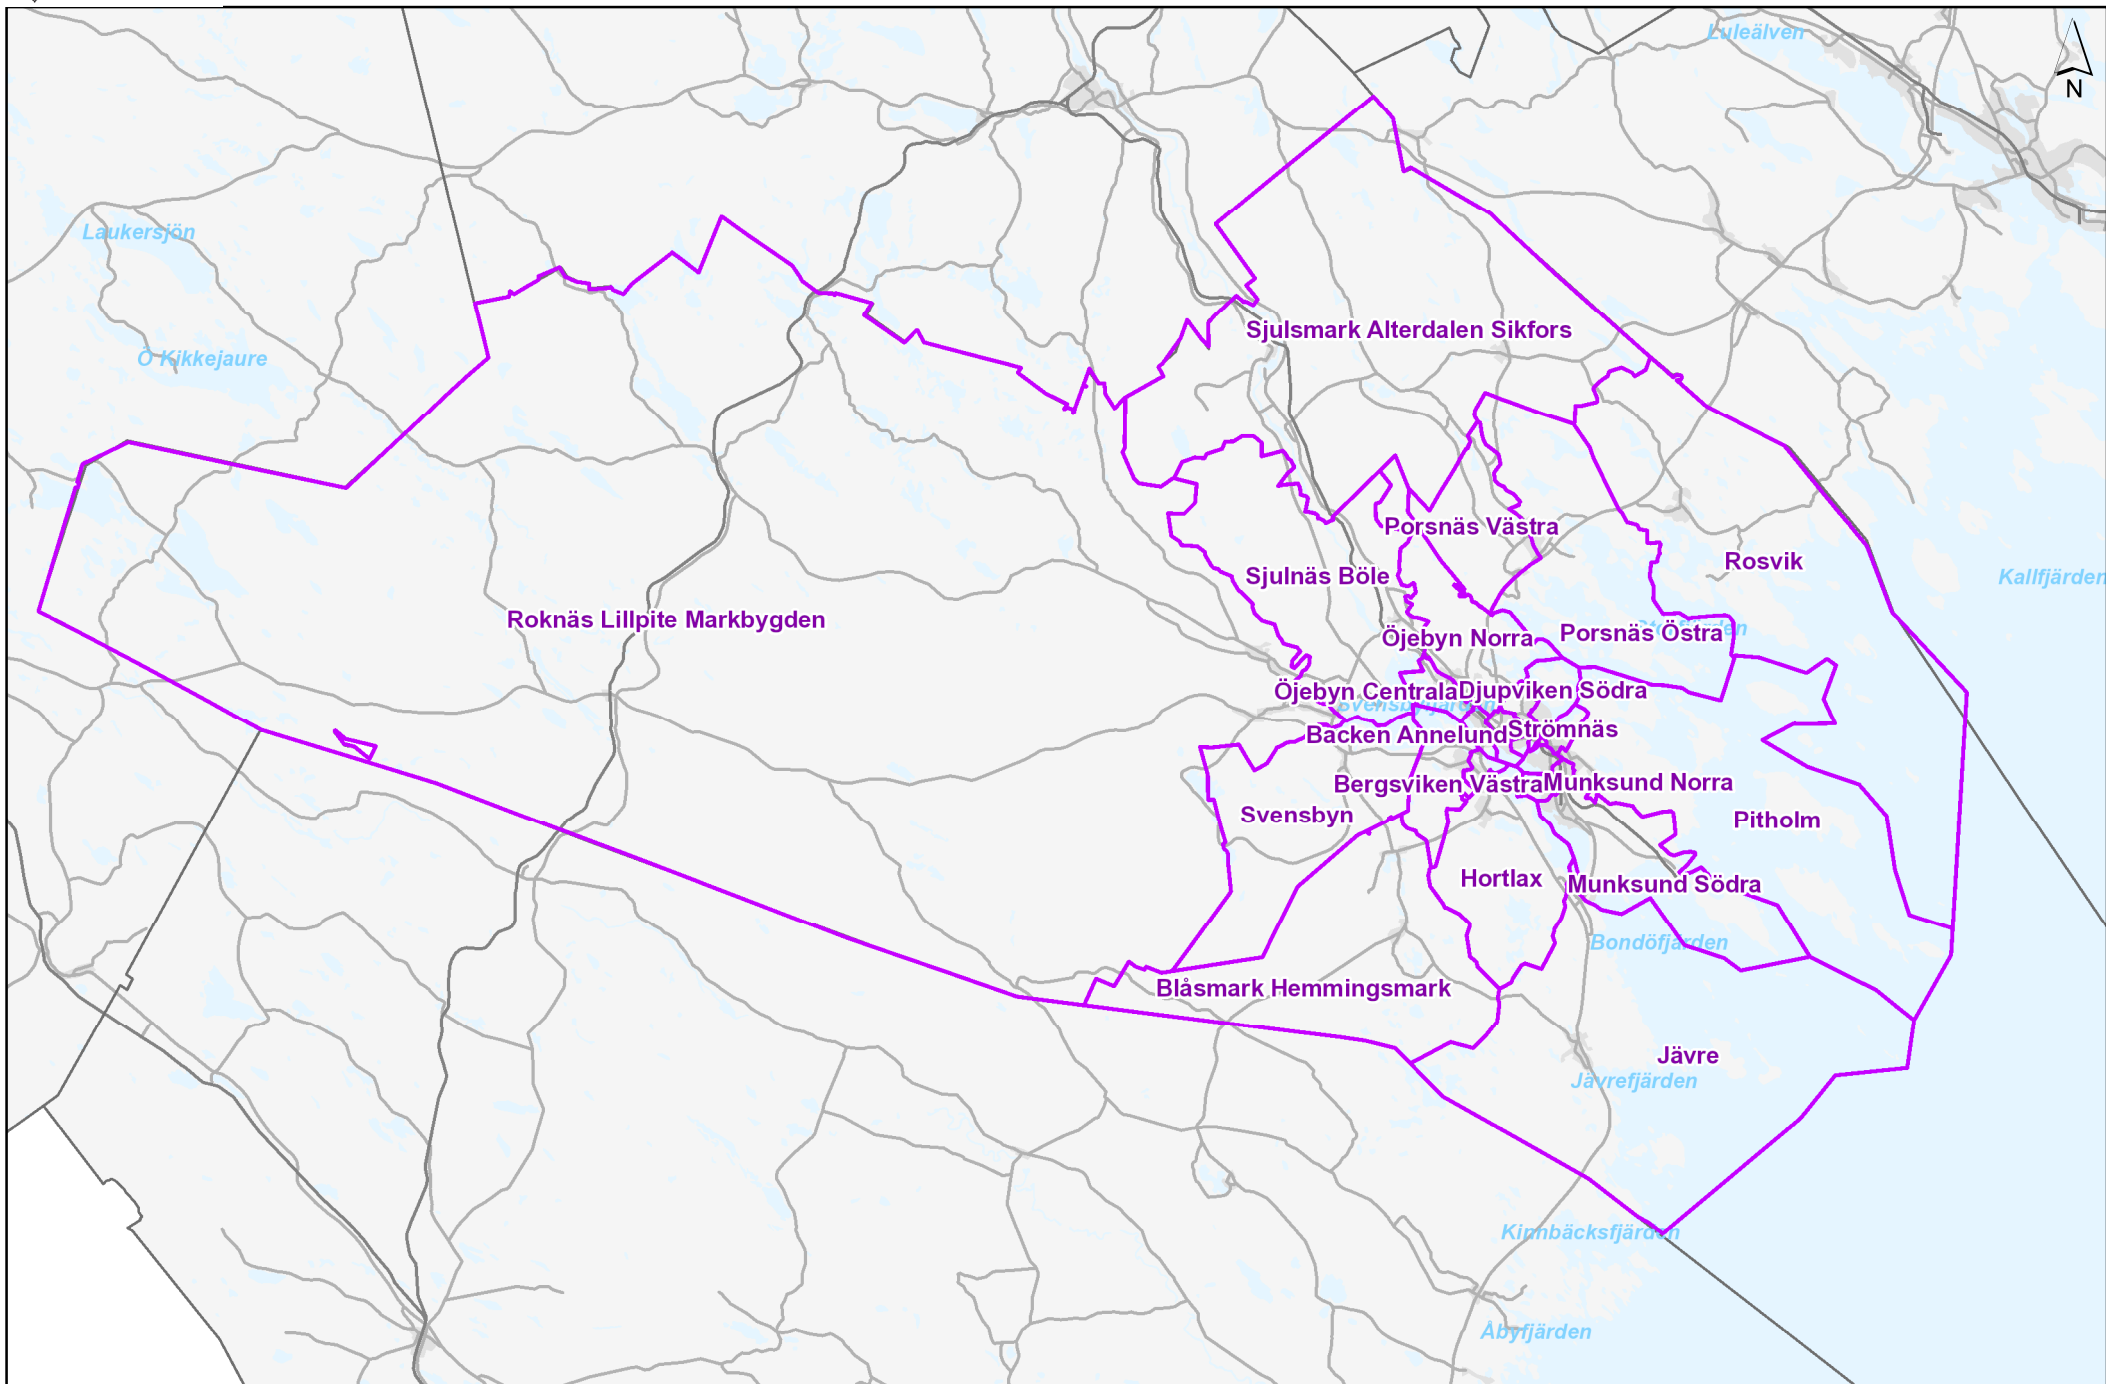 Luleälven
N
Laukersjön
Ö Kikkejaure
Sjulsmark Alterdalen Sikfors
Porsnäs Västra
Rosvik
Kallfjärden
Sjulnäs Böle
Roknäs Lillpite Markbygden
Öjebyn Norra
Porsnäs Östra
Öjebyn Centrala
Djupviken Södra
Svensbyfjärden
Backen Annelund
Strömnäs
Bergsviken Västra
Munksund Norra
Svensbyn
Pitholm
Hortlax
Munksund Södra
Bondöfjärden
Blåsmark Hemmingsmark
Jävre
Jävrefjärden
Kinnbäcksfjärden
Åbyfjärden